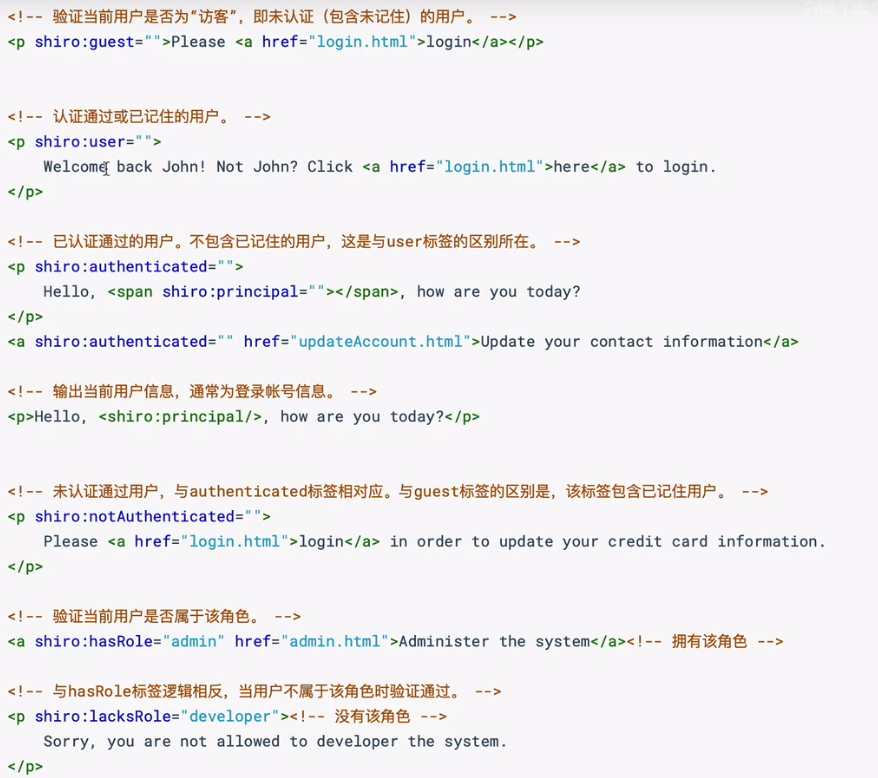 <!-- 验证当前用户是否为“访客”，即未认证（包含未记住）的用户。 -->
<p shiro:guest="">Please <a href="login.html">login</a></p>
<!-- 认证通过或已记住的用户。 -->
<p shiro:user="">
Welcome back John! Not John? Click <a href="login.html">here</a> to login.
</p>
<!-- 已认证通过的用户。不包含已记住的用户，这是与user标签的区别所在。 -->
<p shiro:authenticated="">
Hello, <span shiro:principal=""></span>, how are you today?
</p>
<a shiro:authenticated="" href="updateAccount.html">Update your contact information</a>
<!-- 输出当前用户信息，通常为登录帐号信息。 -->
<p>Hello, <shiro:principal/>, how are you today?</p>
<!-- 未认证通过用户，与authenticated标签相对应。与guest标签的区别是，该标签包含已记住用户。 -->
<p shiro:notAuthenticated="">
Please <a href="login.html">login</a> in order to update your credit card information.
</p>
<!-- 验证当前用户是否属于该角色。 -->
<a shiro:hasRole="admin" href="admin.html">Administer the system</a><!-- 拥有该角色 -->
<!-- 与hasRole标签逻辑相反，当用户不属于该角色时验证通过。 -->
<p shiro:lacksRole="developer"><!-- 没有该角色 -->
Sorry, you are not allowed to developer the system.
</p>